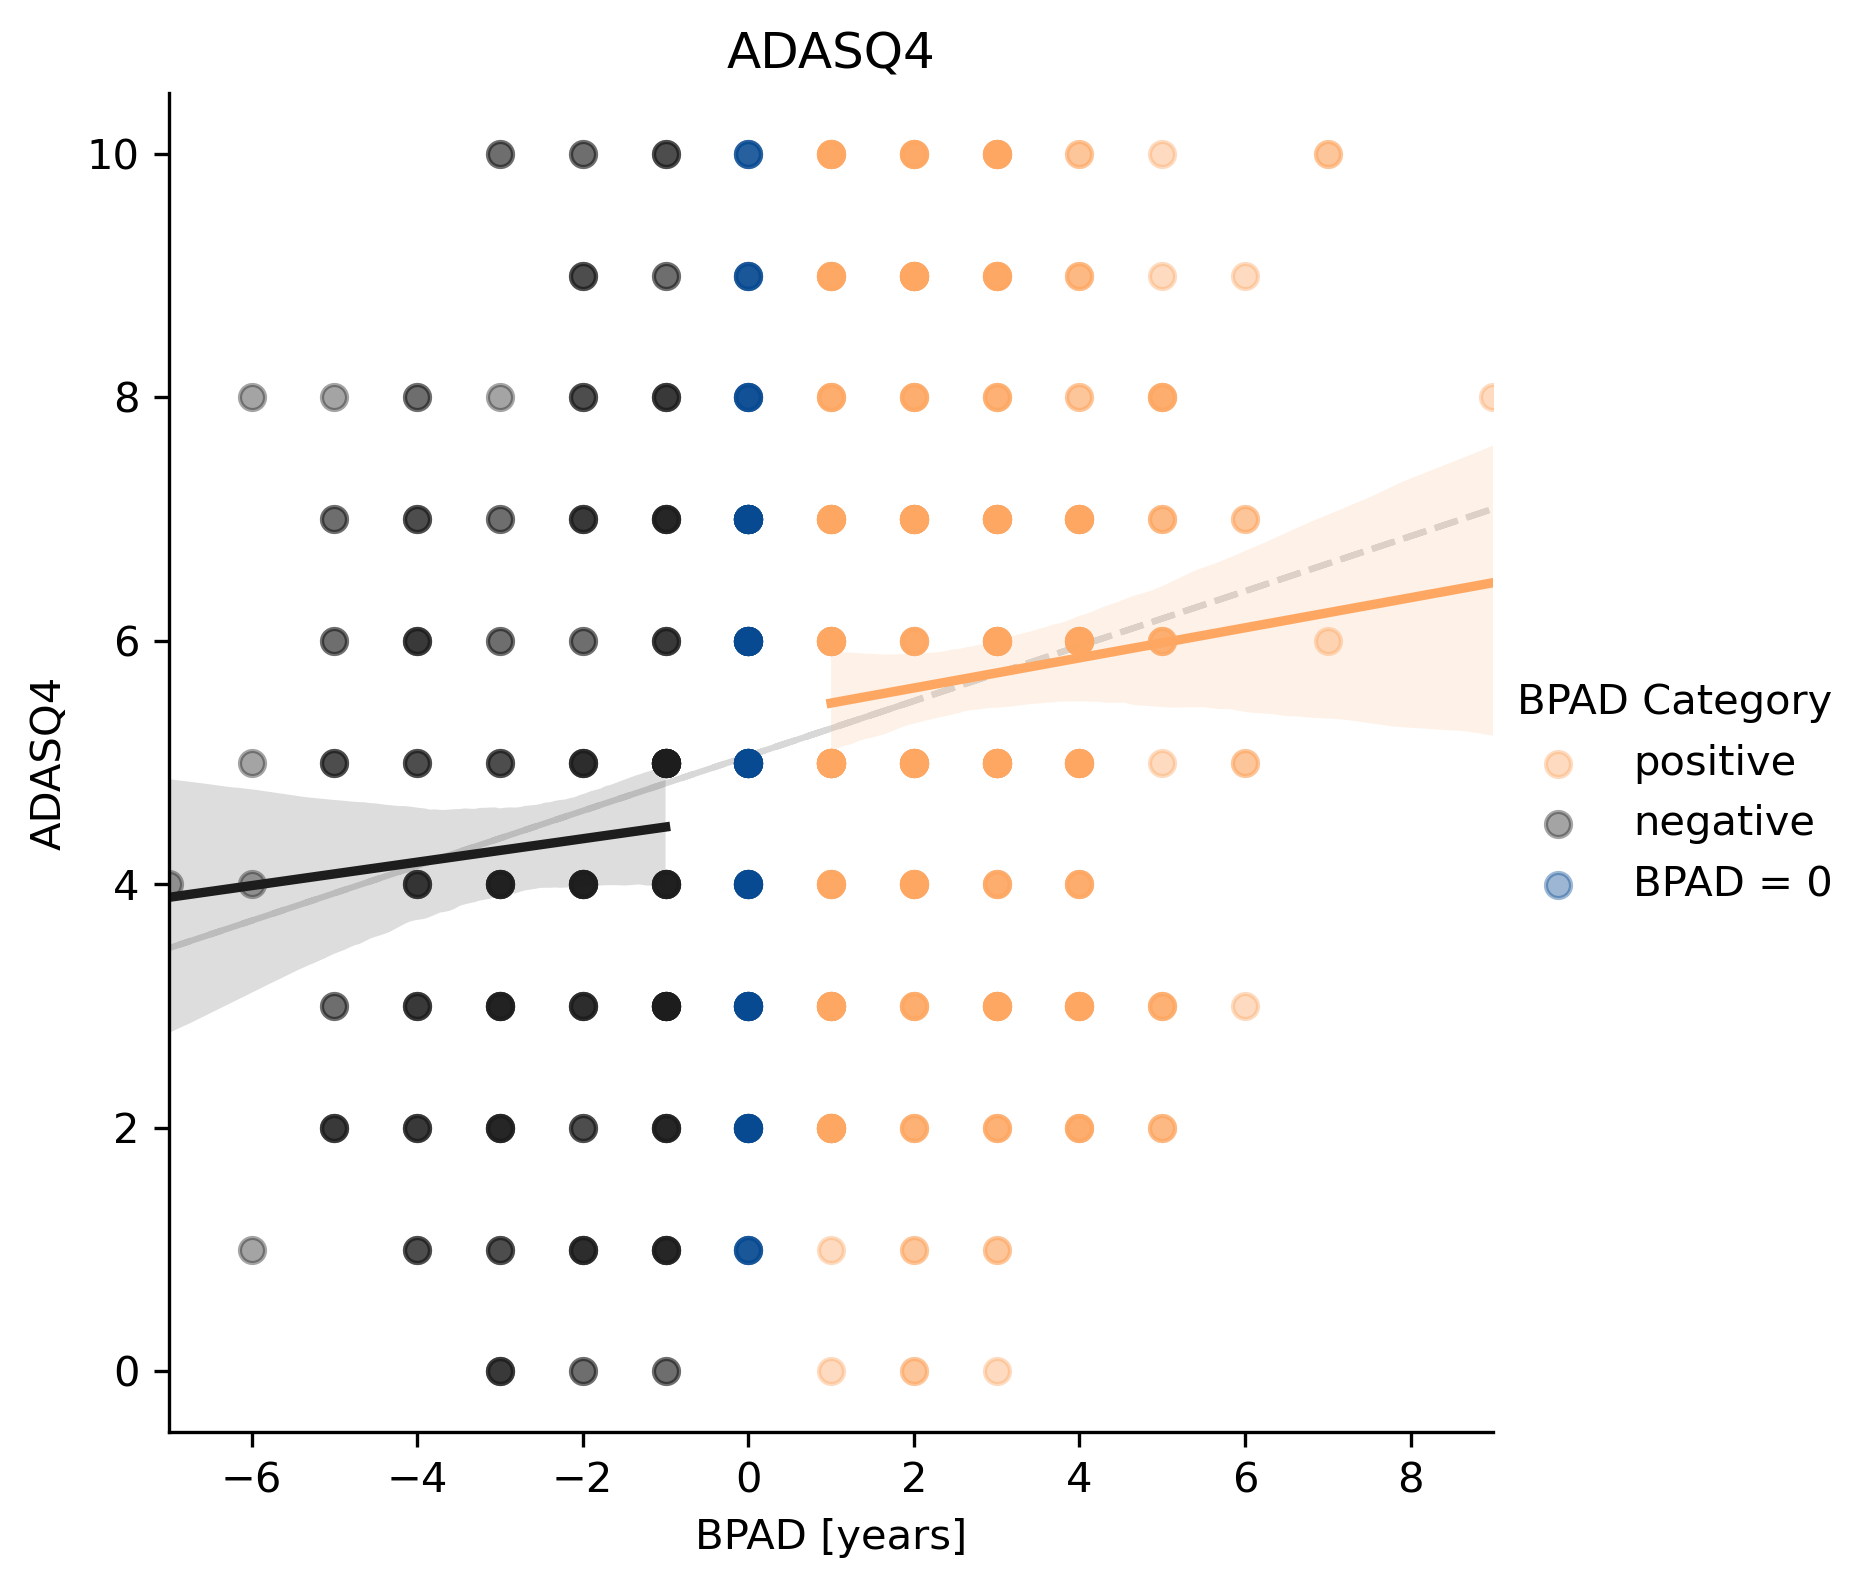 ADASQ4
10
8
6
4
2
0
ADASQ4
−6 −4 −2 0 2 4 6 8
BPAD [years]
BPAD Category
positive
negative
BPAD = 0